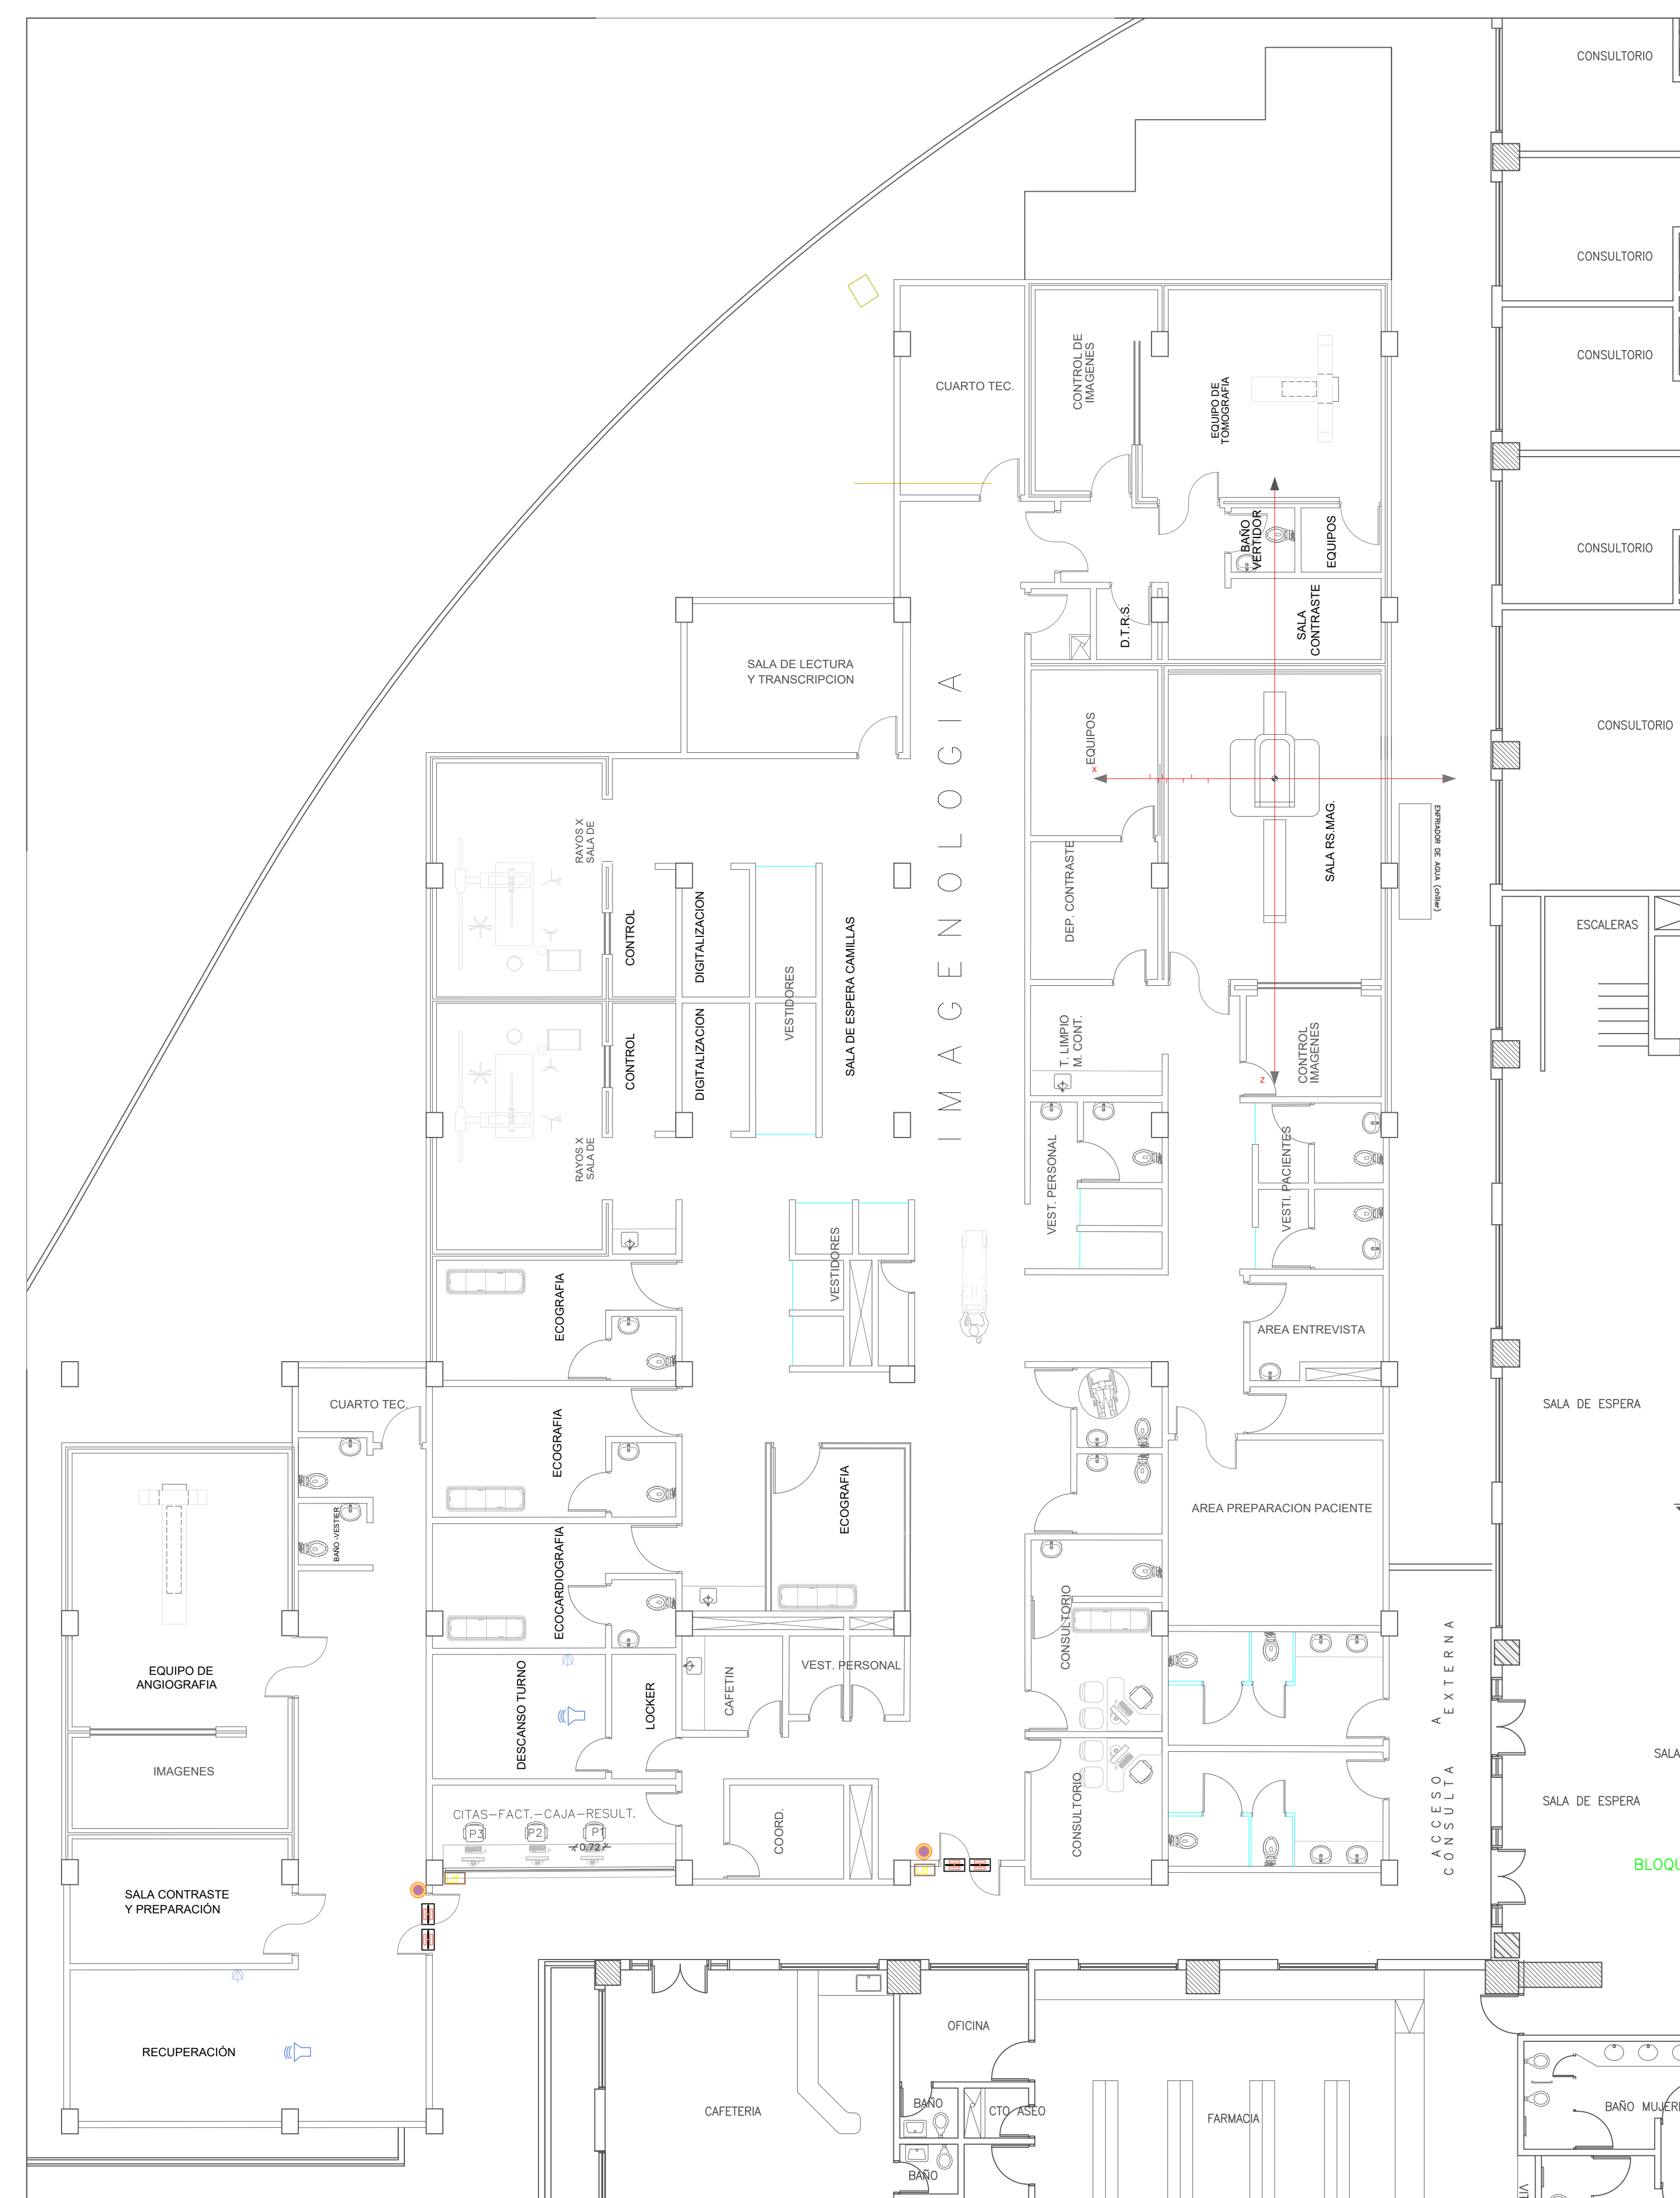 CONSULTORIO
CONSULTORIO
CONSULTORIO
CONSULTORIO
CONSULTORIO
CUARTO TEC.
CONTROL DE
IMAGENES
EQUIPO DE
TOMOGRAFIA
BAÑO
VERTIDOR
EQUIPOS
D.T.R.S.
SALA
CONTRASTE
SALA DE LECTURA
Y TRANSCRIPCION
IMAGENOLOGIA
EQUIPOS
X
SALA RS.MAG.
ENFRIADOR DE AGUA (chiller)
DEP. CONTRASTE
RAYOS X
SALA DE
CONTROL
DIGITALIZACION
VESTIDORES
SALA DE ESPERA CAMILLAS
CONTROL
DIGITALIZACION
RAYOS X
SALA DE
ESCALERAS
T. LIMPIO
M. CONT.
CONTROL
IMAGENES
Z
VEST. PERSONAL
VESTI. PACIENTES
VESTIDORES
ECOGRAFIA
AREA ENTREVISTA
SALA DE ESPERA
CUARTO TEC.
ECOGRAFIA
ECOGRAFIA
AREA PREPARACION PACIENTE
BAÑO -VESTIER
ECOCARDIOGRAFIA
CONSULTORIO
EQUIPO DE
ANGIOGRAFIA
DESCANSO TURNO
LOCKER
CAFETIN
VEST. PERSONAL
ACCESO A
CONSULTA EXTERNA
IMAGENES
SALA
SALA DE ESPERA
CITAS-FACT.-CAJA-RESULT.
P3
P2
P1
0.72
COORD.
CONSULTORIO
BLOQU
SALA CONTRASTE
Y PREPARACIÓN
RECUPERACIÓN
OFICINA
CAFETERIA
BAÑO
CTO ASEO
FARMACIA
BAÑO MUJER
BAÑO